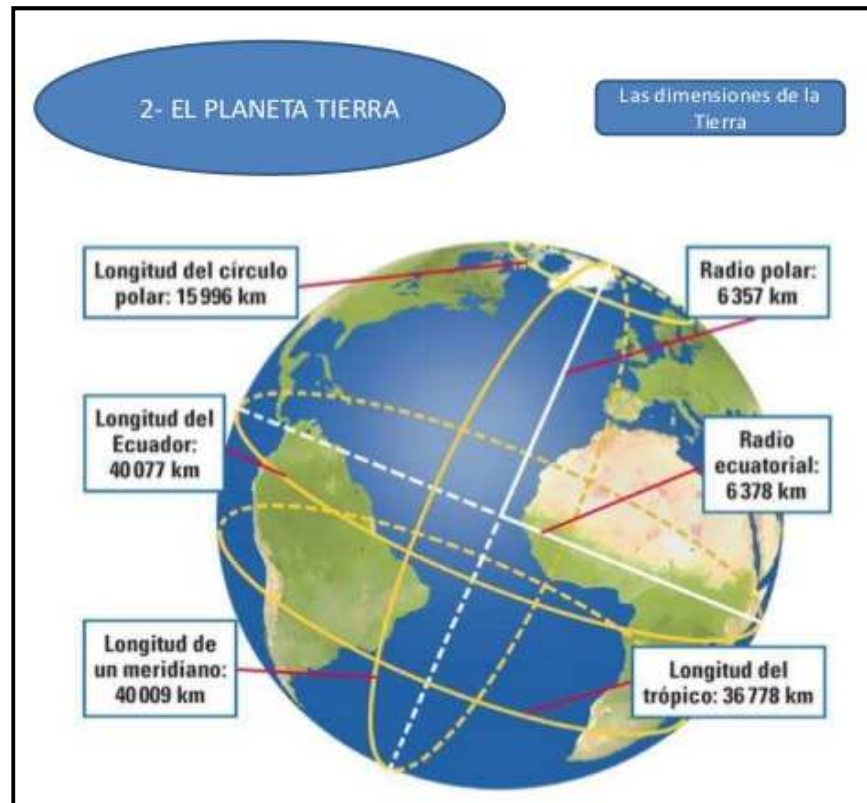 2- EL PLANETA TIERRA
Las dimensiones de la
Tierra
Longitud del círculo
polar: 15 996 km
Radio polar:
6 357 km
Longitud del
Ecuador:
40 077 km
Radio
ecuatorial:
6 378 km
Longitud de
un meridiano:
40 009 km
Longitud del
trópico: 36 778 km